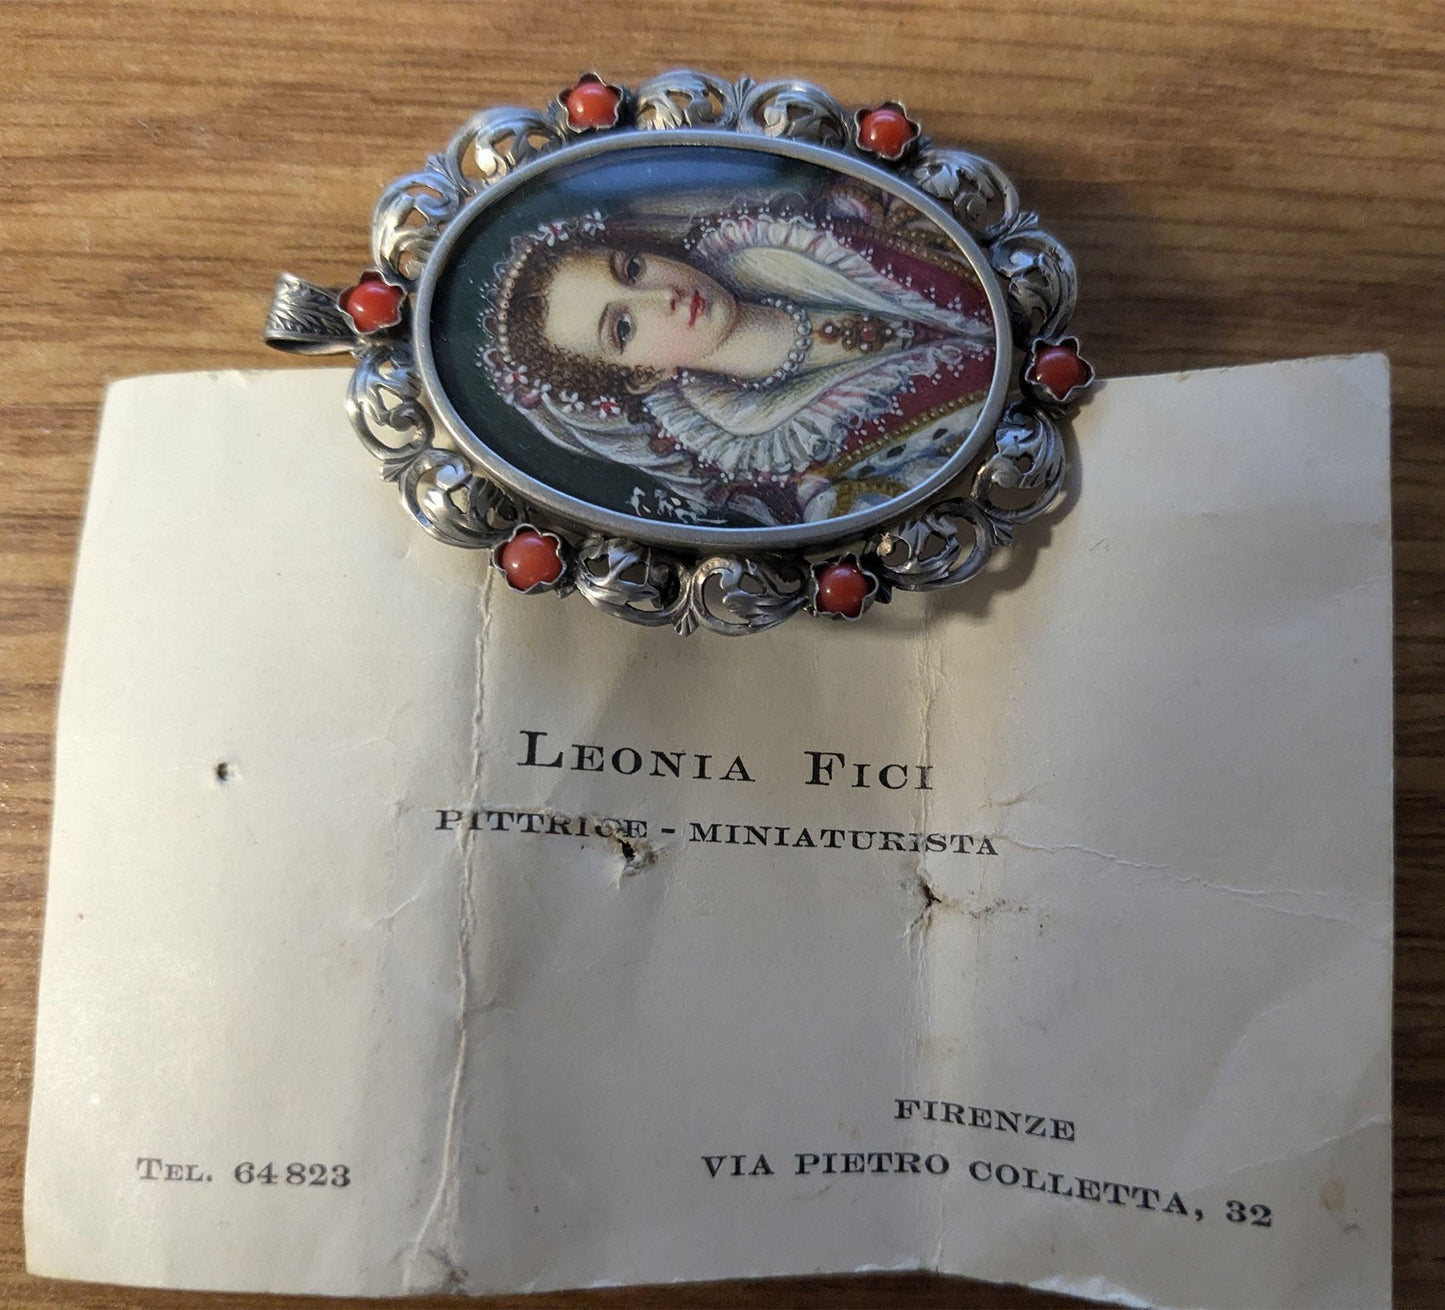 LEONIA FICI
PITTRICE - MINIATURISTA
FIRENZE
TEL. 64823
VIA PIETRO COLLETTA, 32